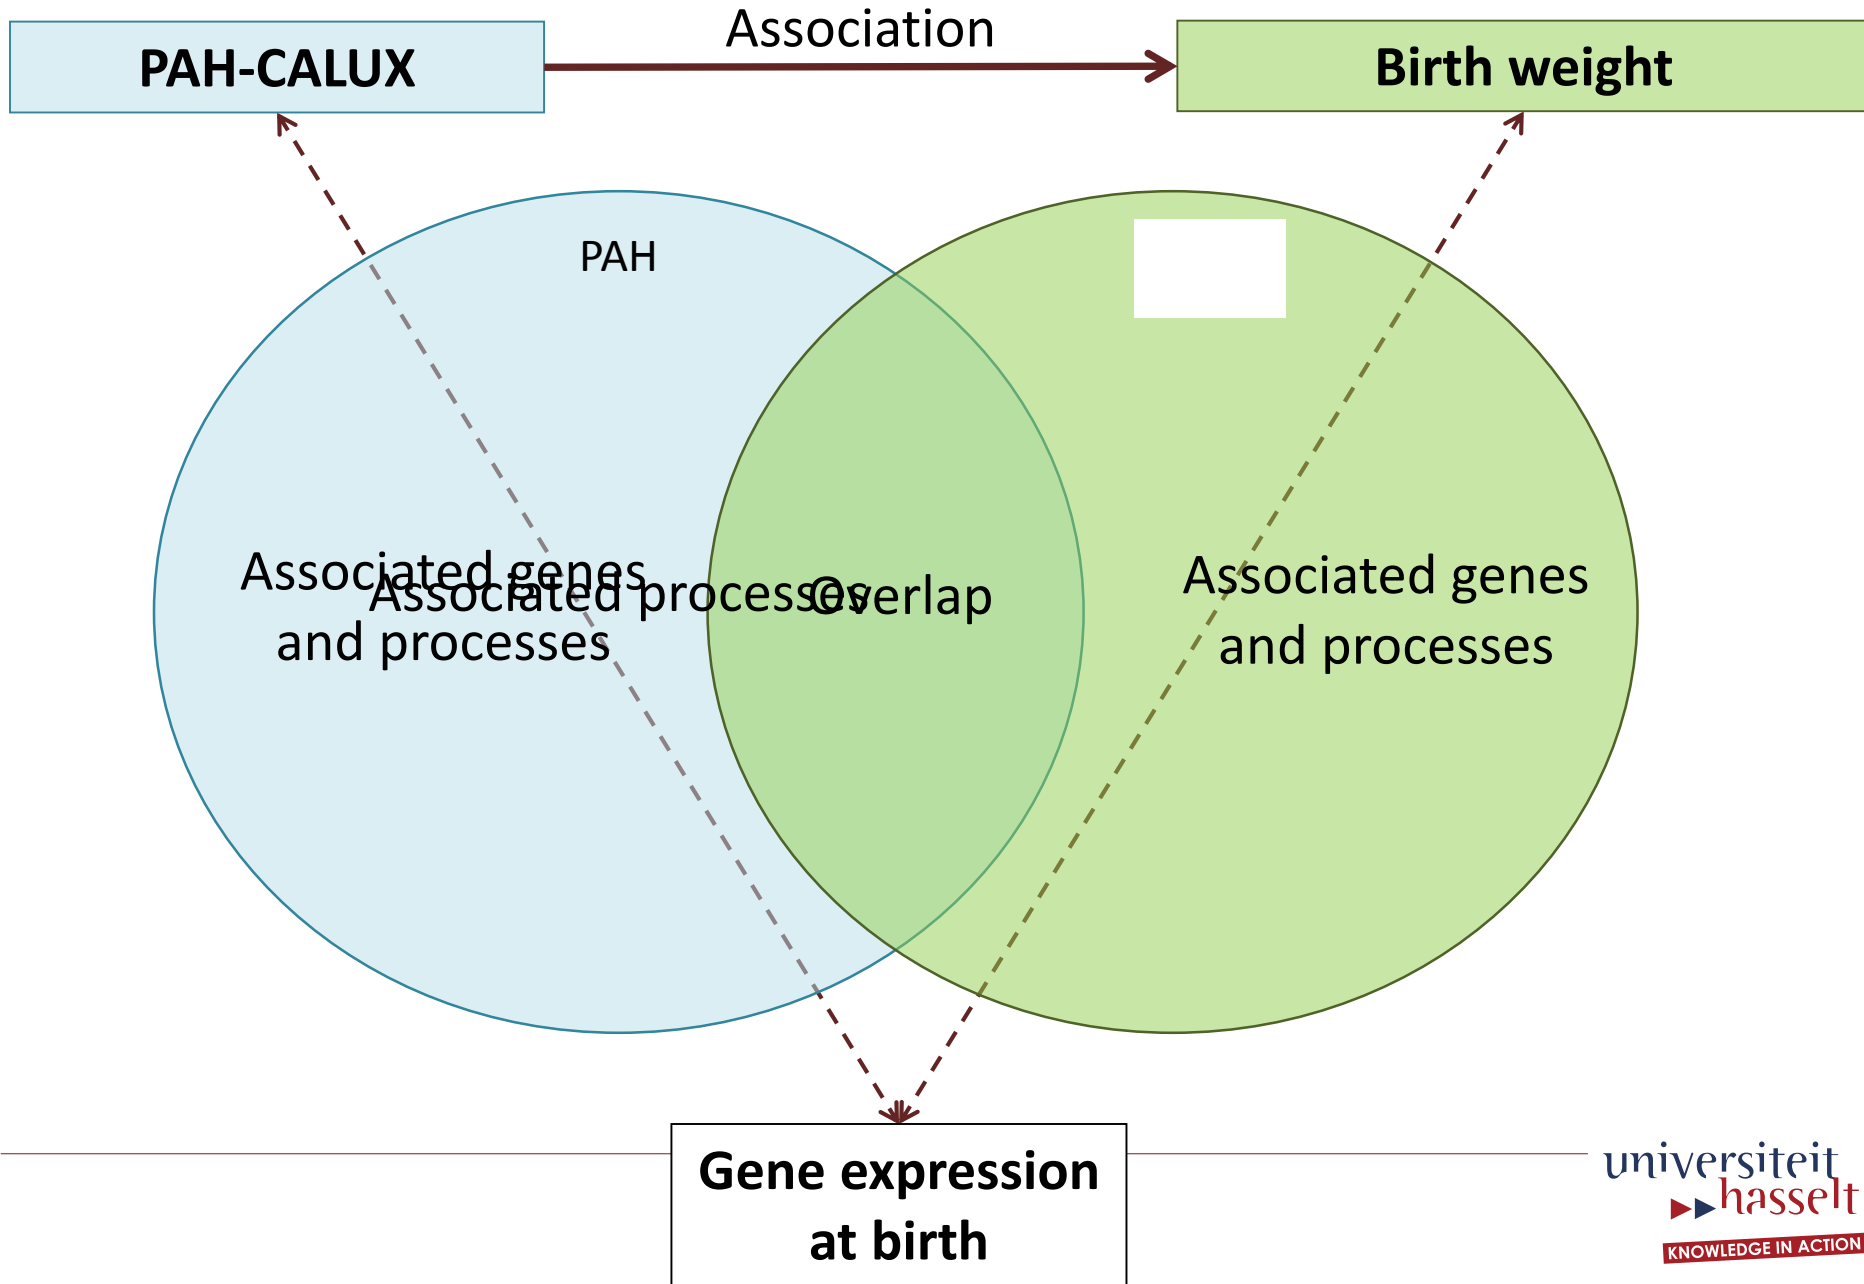 Association
PAH-CALUX
Birth weight
PAH
Associated genes
and processes
Associated processes
Overlap
Associated genes
and processes
Gene expression
at birth
universiteit
hasselt
KNOWLEDGE IN ACTION